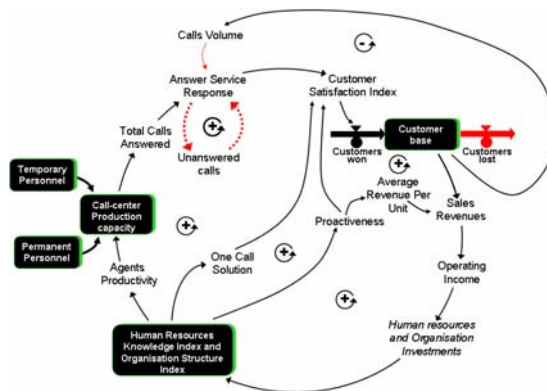 Calls Volume
-
Answer Service
Response
Customer
Satisfaction Index
Total Calls
Answered
+
Unanswered
calls
Customers
won
Customer
base
Customers
lost
+
Temporary
Personnel
Call-center
Production
capacity
Permanent
Personnel
Average
Revenue Per
Unit
Sales
Revenues
Proactiveness
+
One Call
Solution
+
Agents
Productivity
Operating
Income
+
Human Resources
Knowledge Index and
Organisation Structure
Index
Human resources
and Organisation
Investments